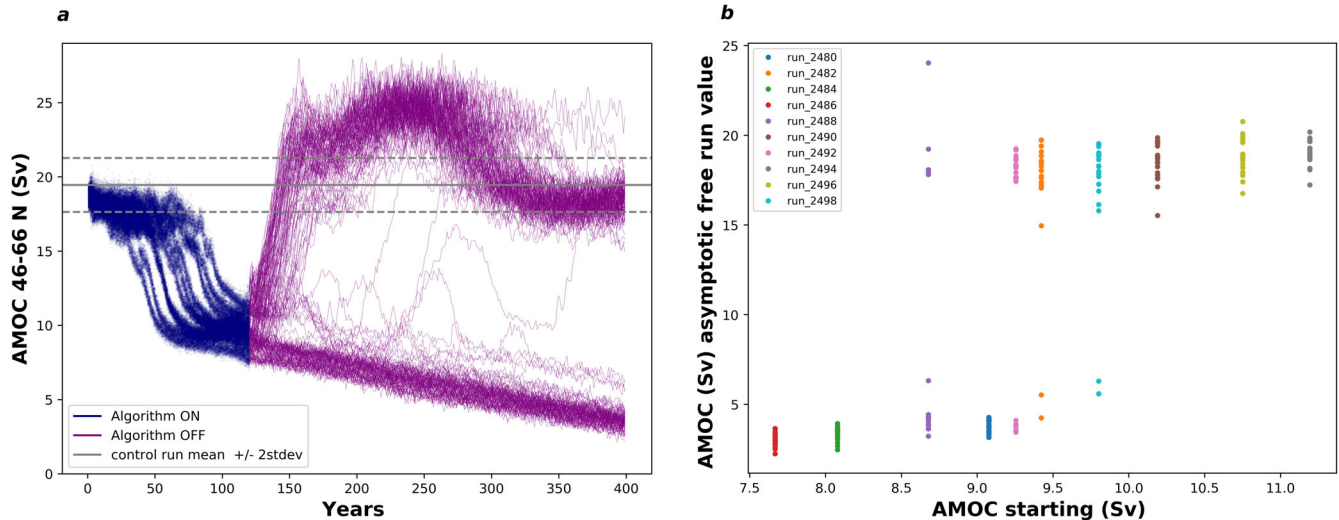 a
AMOC 46-66 N (Sv)
25
20
15
10
5
0
Algorithm ON
Algorithm OFF
control run mean +/- 2stdev
0 50 100 150 200 250 300 350 400
Years
b
AMOC (Sv) asymptotic free run value
25
20
15
10
5
run_2480
run_2482
run_2484
run_2486
run_2488
run_2490
run_2492
run_2494
run_2496
run_2498
7.5 8.0 8.5 9.0 9.5 10.0 10.5 11.0
AMOC starting (Sv)